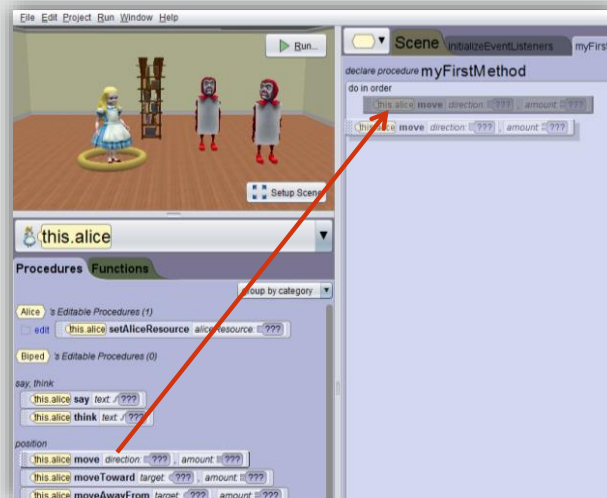 File Edit Project Run Window Help
Run...
Setup Scene
this.alice
Procedures Functions
group by category
Alice 's Editable Procedures (1)
edit this.alice setAliceResource aliceResource: ???
Biped 's Editable Procedures (0)
say, think
this.alice say text: ???
this.alice think text: ???
position
this.alice move direction: ??? , amount: ???
this.alice moveToward target: ??? , amount: ???
this.alice moveAwayFrom target: ??? , amount: ???
Scene initializeEventListeners myFirst
declare procedure myFirstMethod
do in order
this.alice move direction: ??? , amount: ???
this.alice move direction: ??? , amount: ???